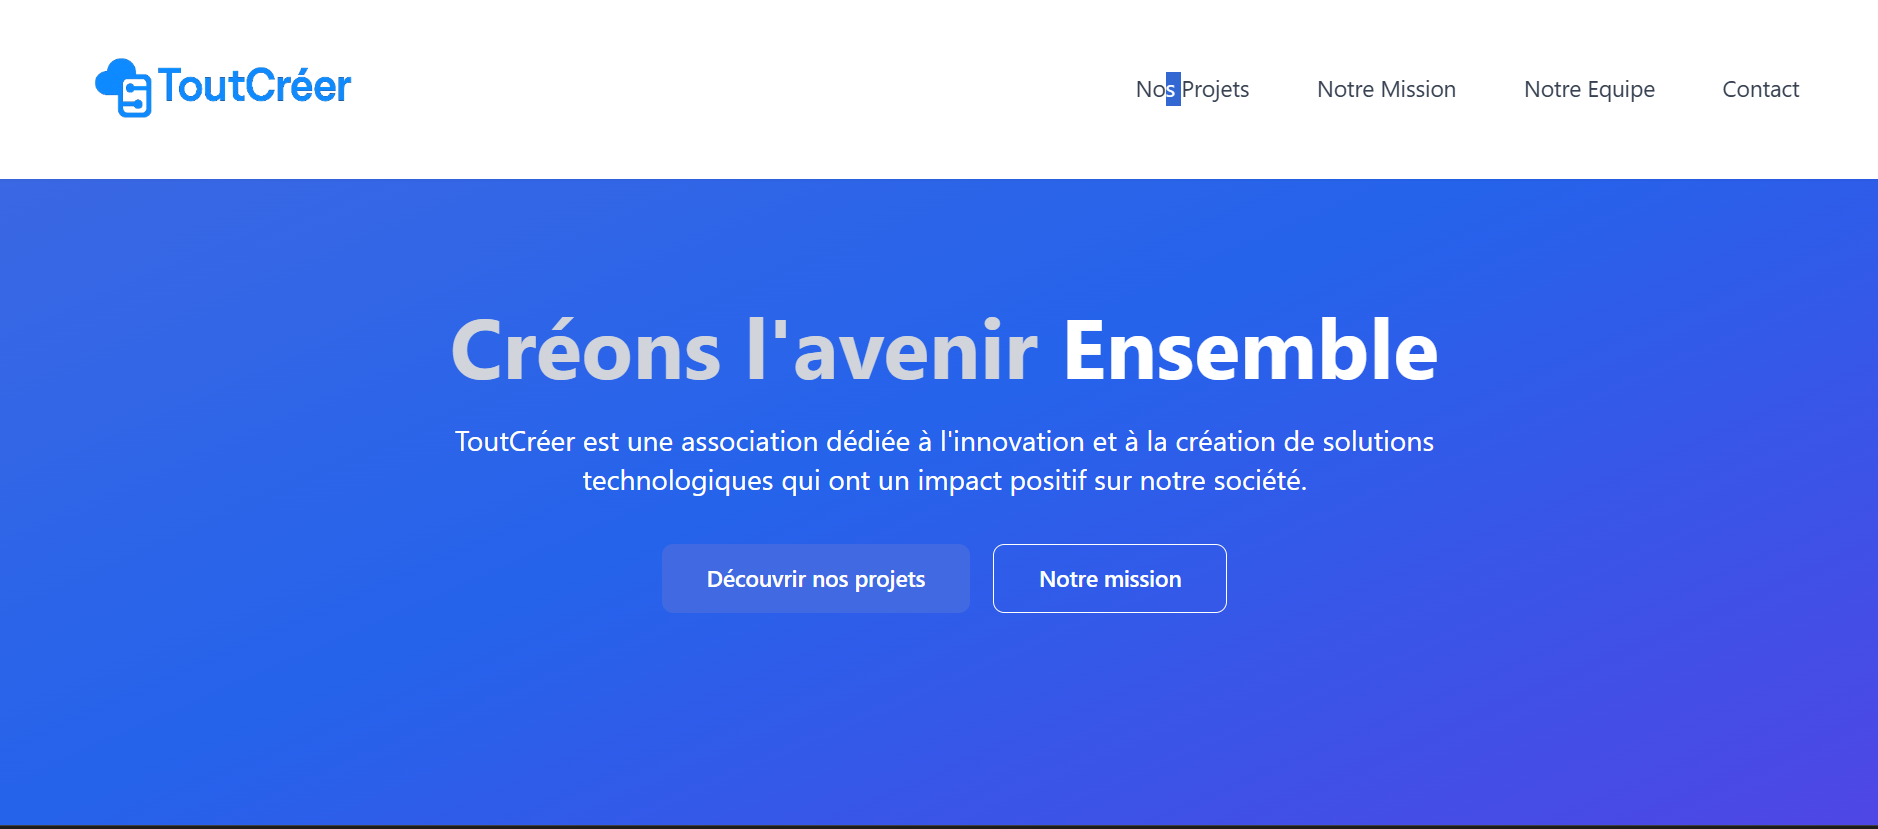 ToutCréer
Nos Projets
Notre Mission
Notre Equipe
Contact
Créons l'avenir Ensemble
ToutCréer est une association dédiée à l'innovation et à la création de solutions
technologiques qui ont un impact positif sur notre société.
Découvrir nos projets
Notre mission